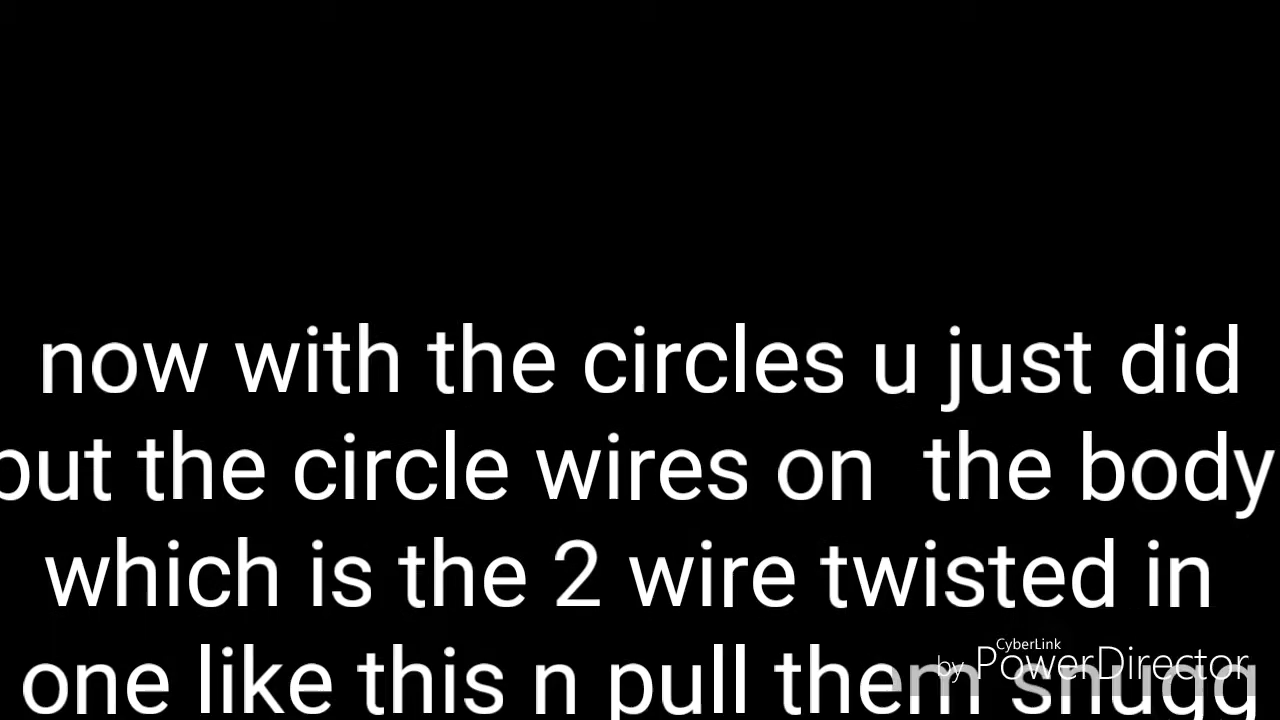 now with the circles u just did
put the circle wires on the body
which is the 2 wire twisted in
one like this n pull them snugg
CyberLink
by PowerDirector